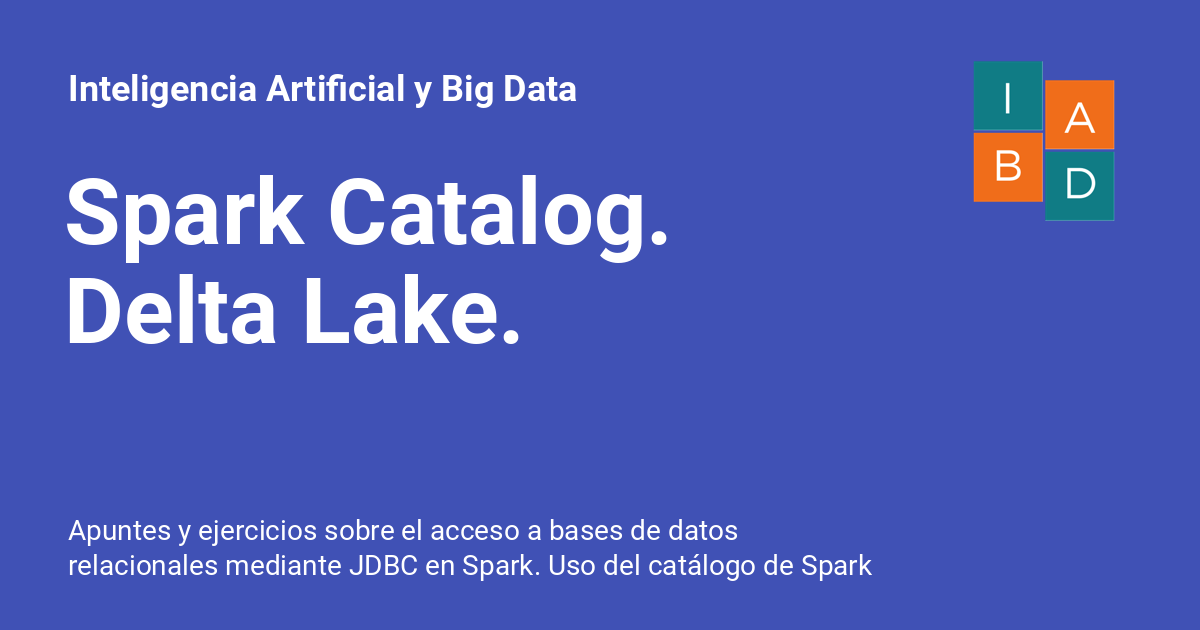 Inteligencia Artificial y Big Data
I
A
B
D
Spark Catalog.
Delta Lake.
Apuntes y ejercicios sobre el acceso a bases de datos
relacionales mediante JDBC en Spark. Uso del catálogo de Spark